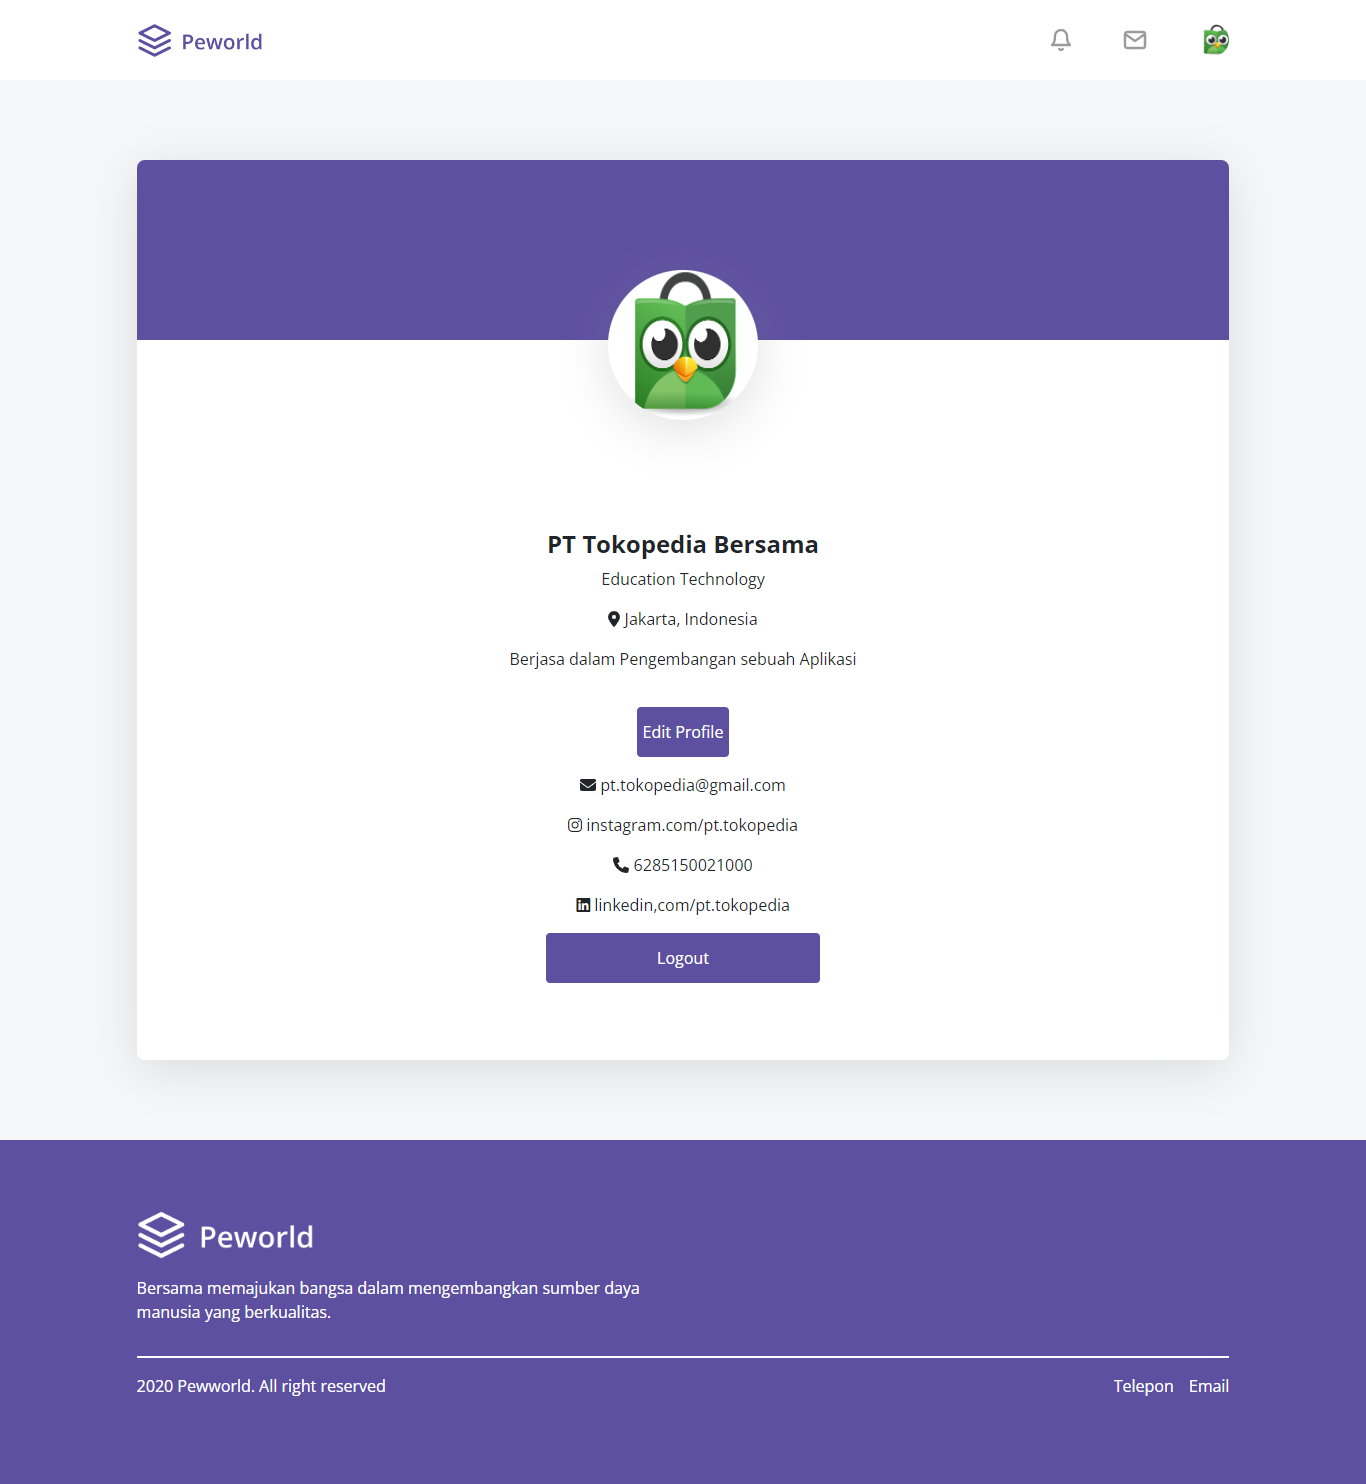 Peworld
PT Tokopedia Bersama
Education Technology
Jakarta, Indonesia
Berjasa dalam Pengembangan sebuah Aplikasi
Edit Profile
pt.tokopedia@gmail.com
instagram.com/pt.tokopedia
6285150021000
linkedin,com/pt.tokopedia
Logout
Peworld
Bersama memajukan bangsa dalam mengembangkan sumber daya
manusia yang berkualitas.
2020 Pewworld. All right reserved
Telepon Email